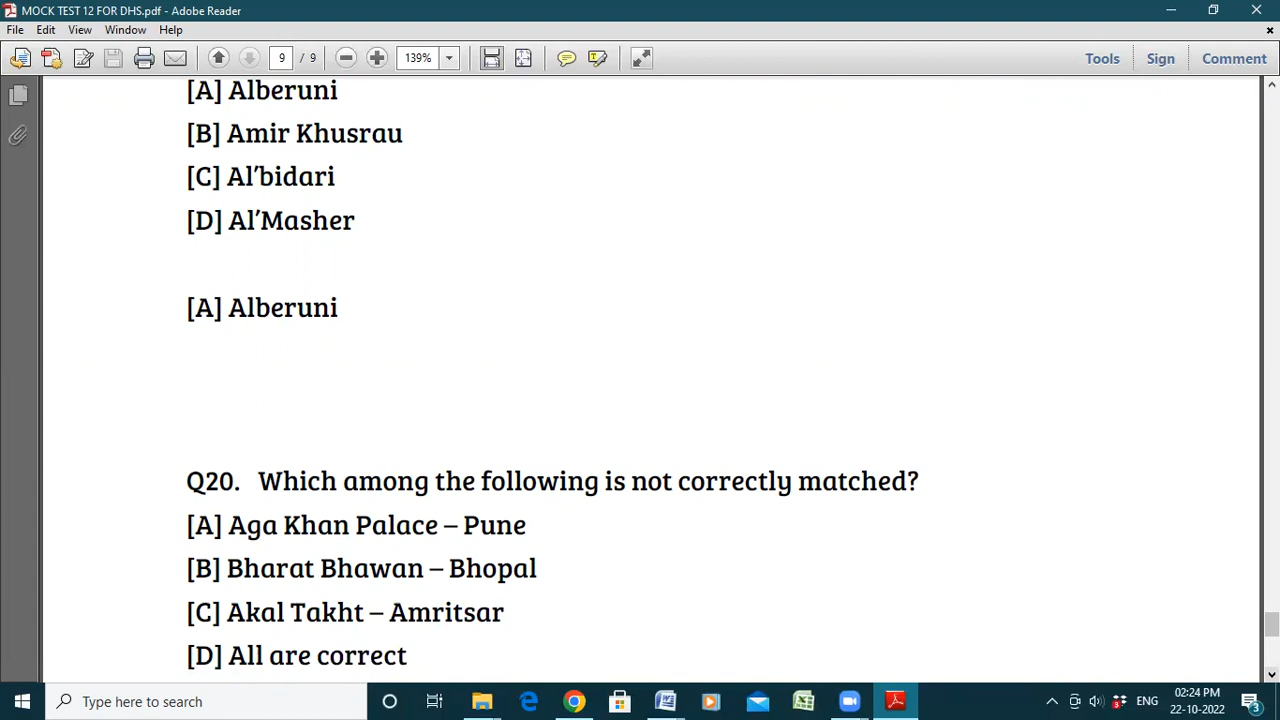 MOCK TEST 12 FOR DHS.pdf - Adobe Reader
File Edit View Window Help
9 / 9 139% Tools Sign Comment
[A] Alberuni
[B] Amir Khusrau
[C] Al’bidari
[D] Al’Masher
[A] Alberuni
Q20. Which among the following is not correctly matched?
[A] Aga Khan Palace – Pune
[B] Bharat Bhawan – Bhopal
[C] Akal Takht – Amritsar
[D] All are correct
Type here to search
ENG
02:24 PM
22-10-2022
3